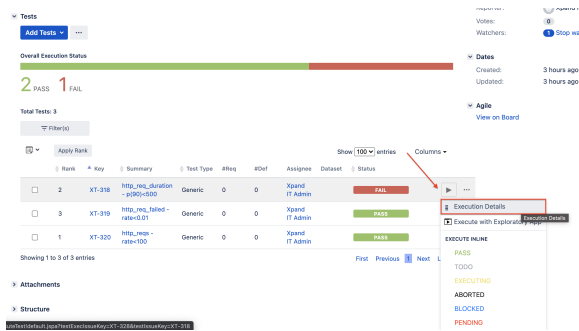 Reporter:
Xpand
Votes:
0
Watchers:
1 Stop wa
Tests
Add Tests
Overall Execution Status
2 PASS 1 FAIL
Total Tests: 3
Filter(s)
Apply Rank
Show 100 entries Columns
Rank Key Summary Test Type #Req #Def Assignee Dataset Status
2 XT-318 http_req_duration - p(90)<500 Generic 0 0 Xpand IT Admin FAIL
3 XT-319 http_req_failed - rate<0.01 Generic 0 0 Xpand IT Admin PASS
1 XT-320 http_reqs - rate<100 Generic 0 0 Xpand IT Admin PASS
Showing 1 to 3 of 3 entries
First Previous 1 Next L
Dates
Created: 3 hours ago
Updated: 3 hours ago
Agile
View on Board
Execution Details
Execution Details
Execute with Exploratory App
EXECUTE INLINE
PASS
TODO
EXECUTING
ABORTED
BLOCKED
PENDING
Attachments
Structure
uteTest!default.jspa?testExecIssueKey=XT-328&testIssueKey=XT-318